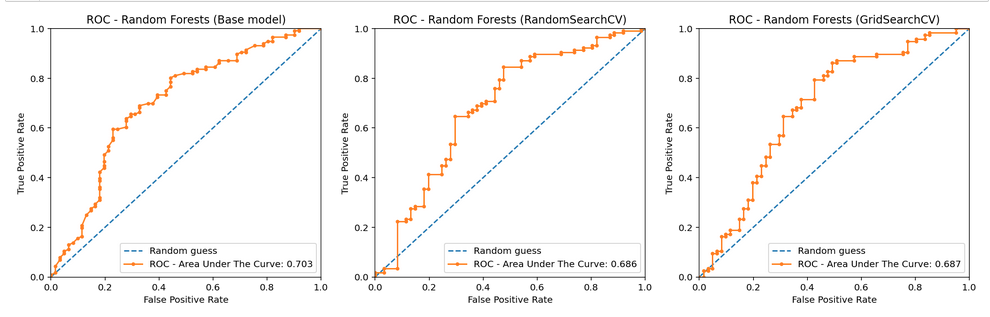 ROC - Random Forests (Base model)
1.0
0.8
0.6
0.4
0.2
0.0
True Positive Rate
Random guess
ROC - Area Under The Curve: 0.703
0.0 0.2 0.4 0.6 0.8 1.0
False Positive Rate
ROC - Random Forests (RandomSearchCV)
1.0
0.8
0.6
0.4
0.2
0.0
True Positive Rate
Random guess
ROC - Area Under The Curve: 0.686
0.0 0.2 0.4 0.6 0.8 1.0
False Positive Rate
ROC - Random Forests (GridSearchCV)
1.0
0.8
0.6
0.4
0.2
0.0
True Positive Rate
Random guess
ROC - Area Under The Curve: 0.687
0.0 0.2 0.4 0.6 0.8 1.0
False Positive Rate